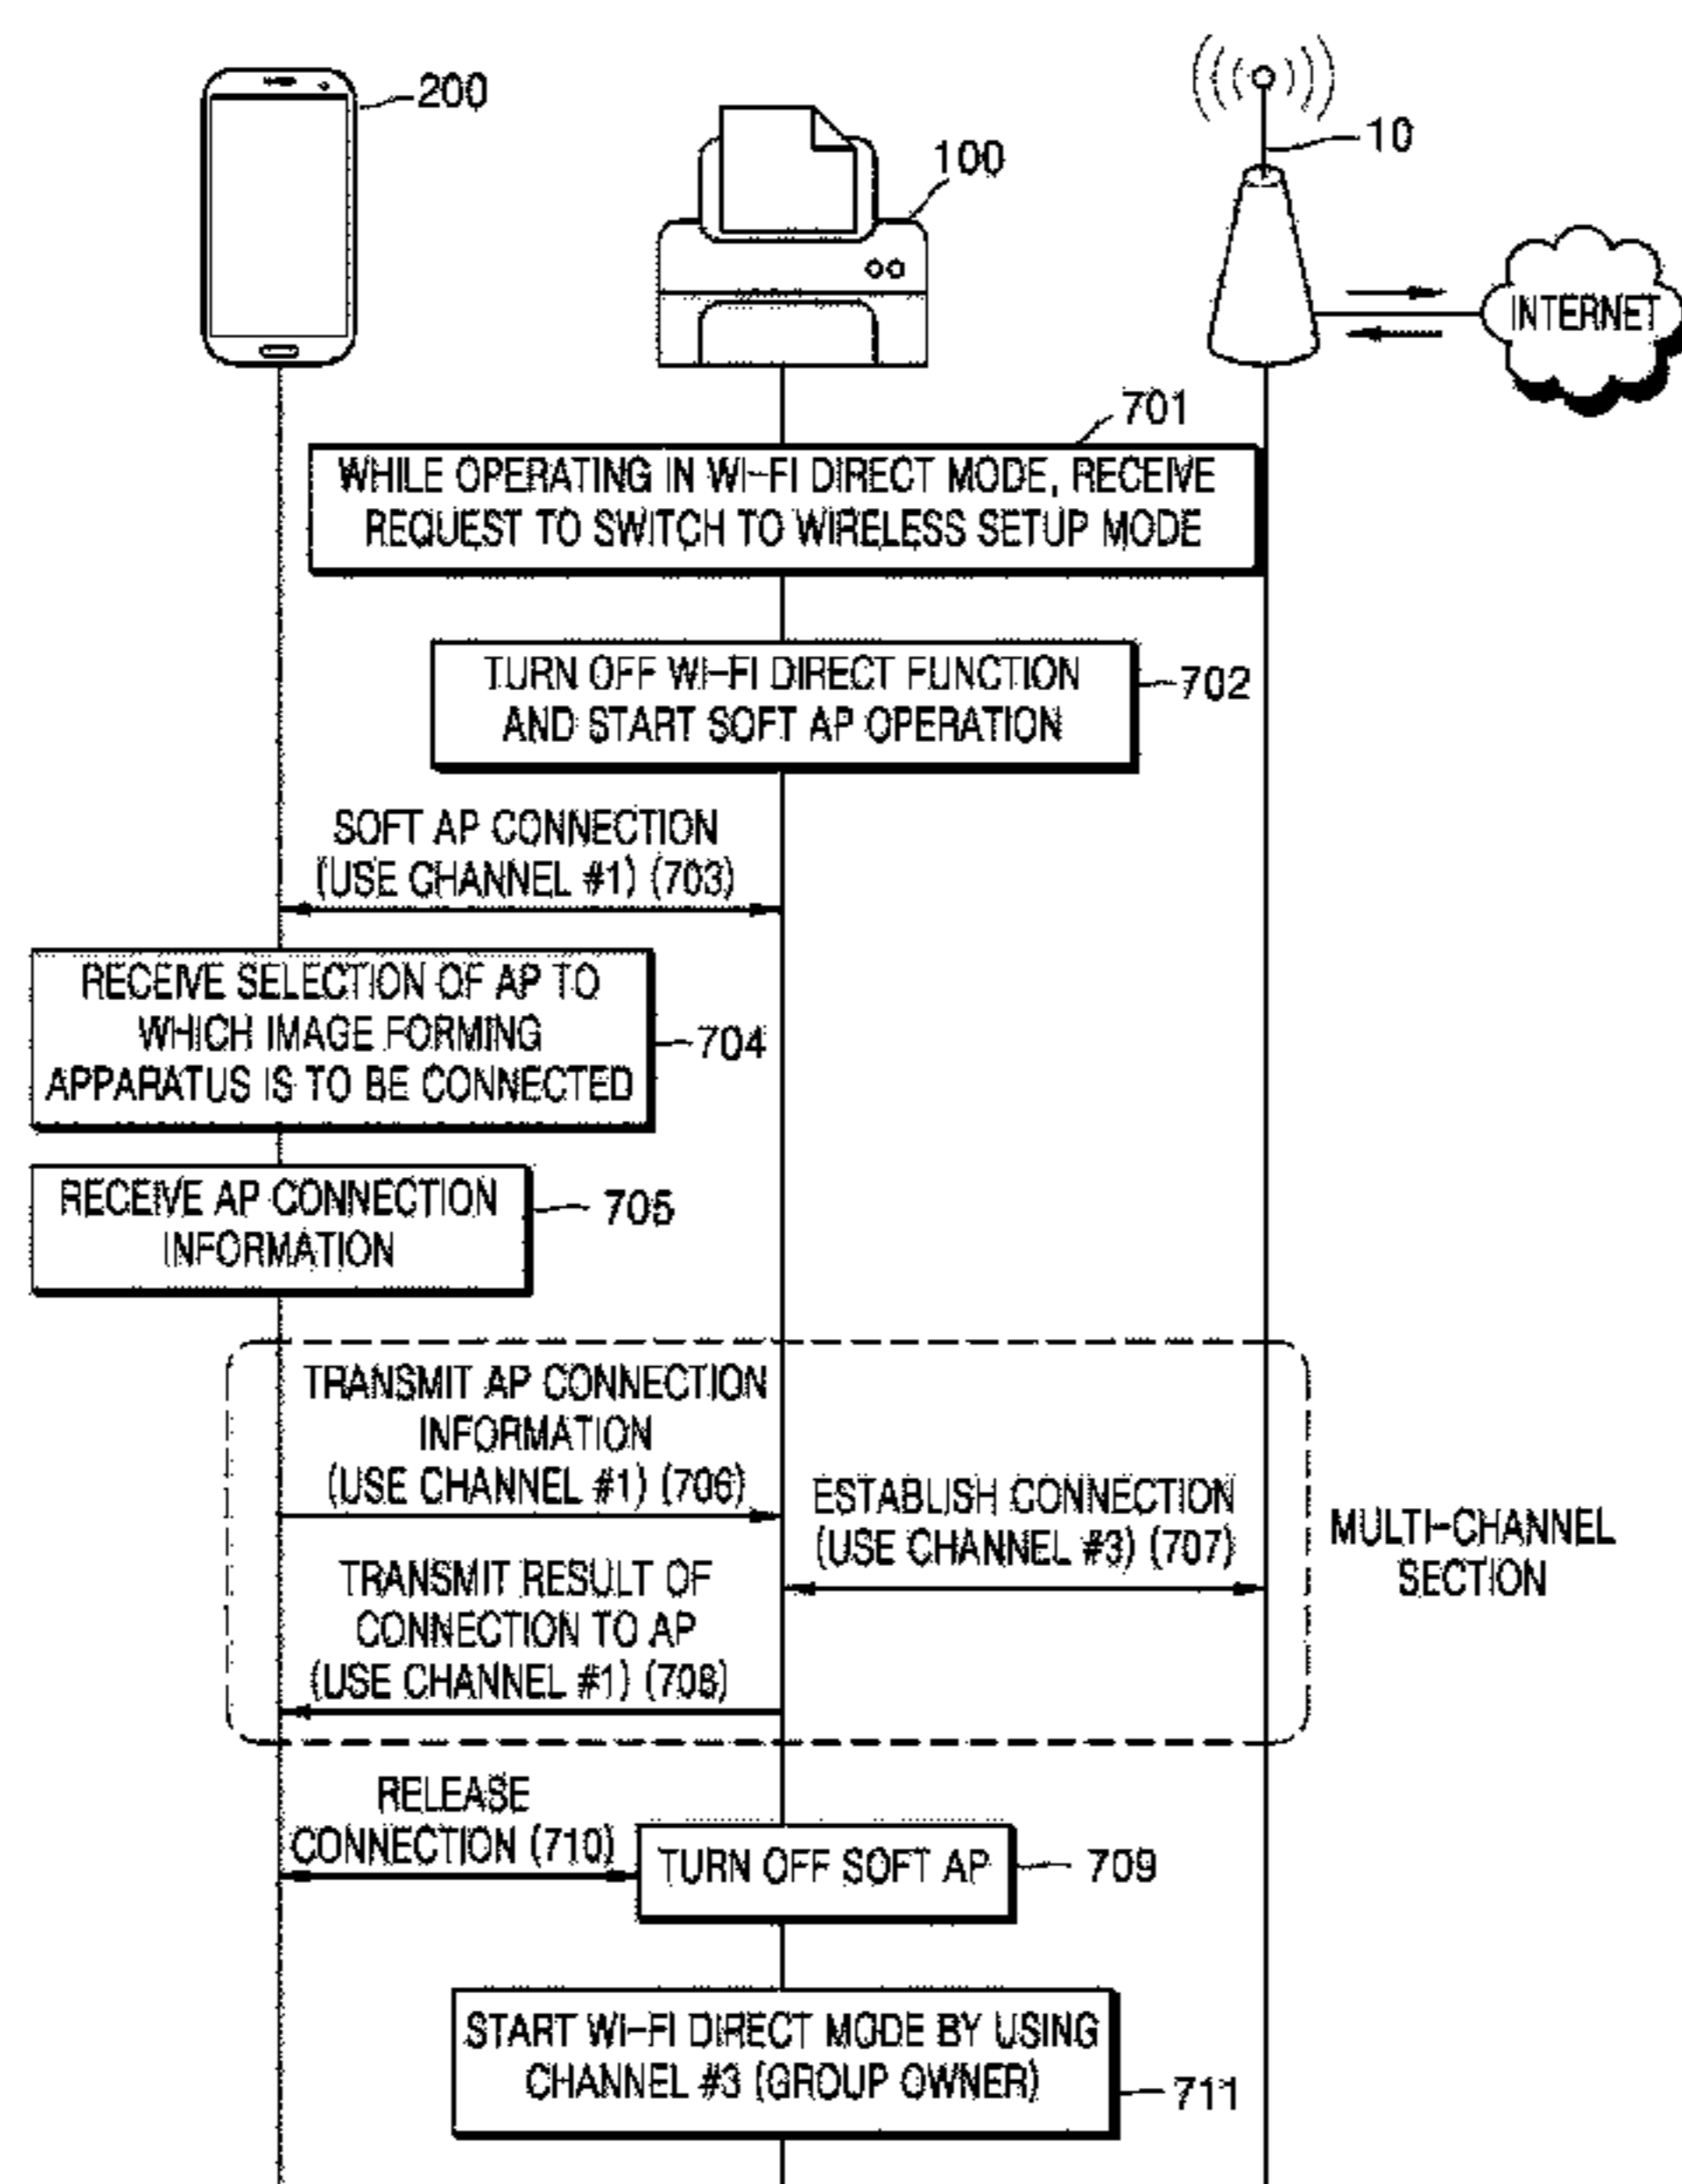 200
100
10
INTERNET
701
WHILE OPERATING IN WI-FI DIRECT MODE, RECEIVE
REQUEST TO SWITCH TO WIRELESS SETUP MODE
TURN OFF WI-FI DIRECT FUNCTION
AND START SOFT AP OPERATION
702
SOFT AP CONNECTION
(USE CHANNEL #1) (703)
RECEIVE SELECTION OF AP TO
WHICH IMAGE FORMING
APPARATUS IS TO BE CONNECTED
704
RECEIVE AP CONNECTION
INFORMATION
705
TRANSMIT AP CONNECTION
INFORMATION
(USE CHANNEL #1) (706)
ESTABLISH CONNECTION
(USE CHANNEL #3) (707)
MULTI-CHANNEL
SECTION
TRANSMIT RESULT OF
CONNECTION TO AP
(USE CHANNEL #1) (708)
RELEASE
CONNECTION (710)
TURN OFF SOFT AP
709
START WI-FI DIRECT MODE BY USING
CHANNEL #3 (GROUP OWNER)
711